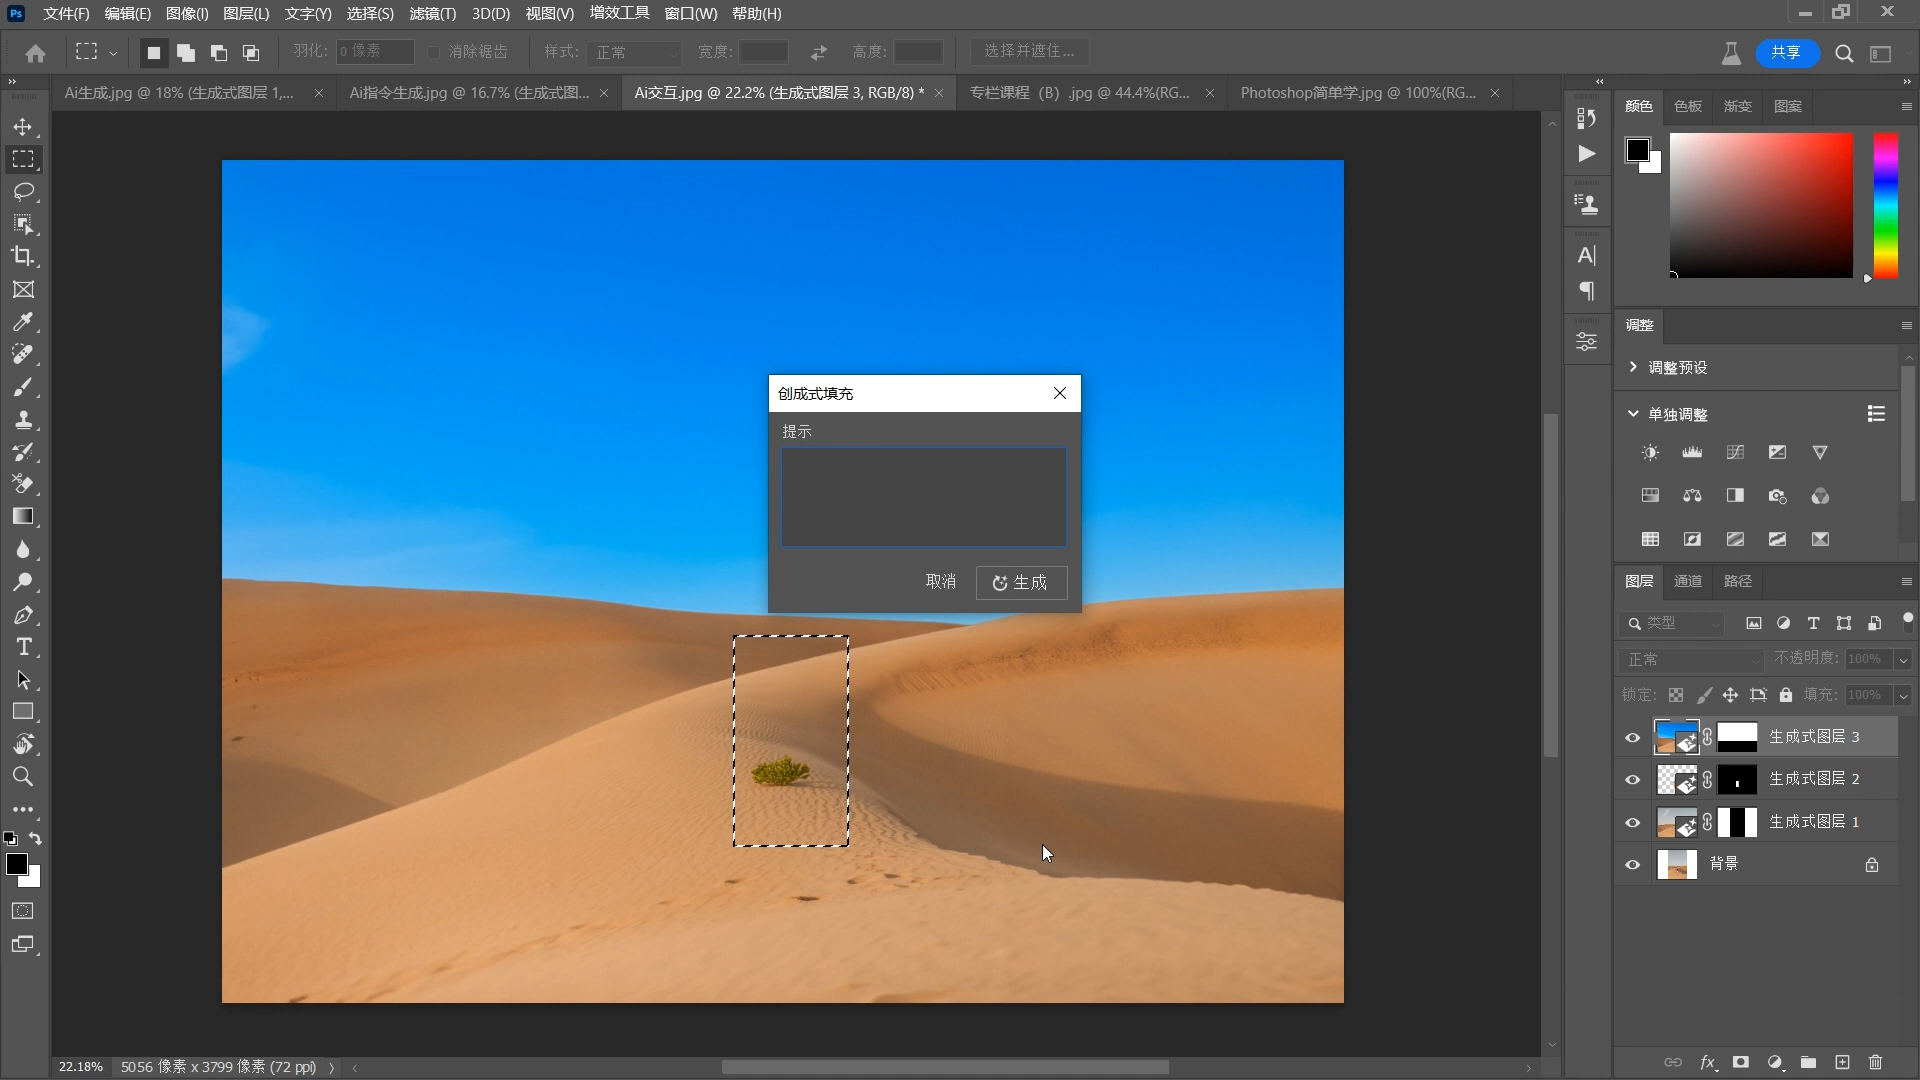 Ps 文件(F) 编辑(E) 图像(I) 图层(L) 文字(Y) 选择(S) 滤镜(T) 3D(D) 视图(V) 增效工具 窗口(W) 帮助(H)
羽化: 0 像素 消除锯齿 样式: 正常 宽度: 高度: 选择并遮住... 共享
Ai生成.jpg @ 18% (生成式图层 1,... Ai指令生成.jpg @ 16.7% (生成式图... Ai交互.jpg @ 22.2% (生成式图层 3, RGB/8) * 专栏课程（B）.jpg @ 44.4%(RG... Photoshop简单学.jpg @ 100%(RG...
颜色 色板 渐变 图案
创成式填充
提示
取消 生成
调整
调整预设
单独调整
图层 通道 路径
类型
正常 不透明度: 100%
锁定: 填充: 100%
生成式图层 3
生成式图层 2
生成式图层 1
背景
22.18% 5056 像素 x 3799 像素 (72 ppi)